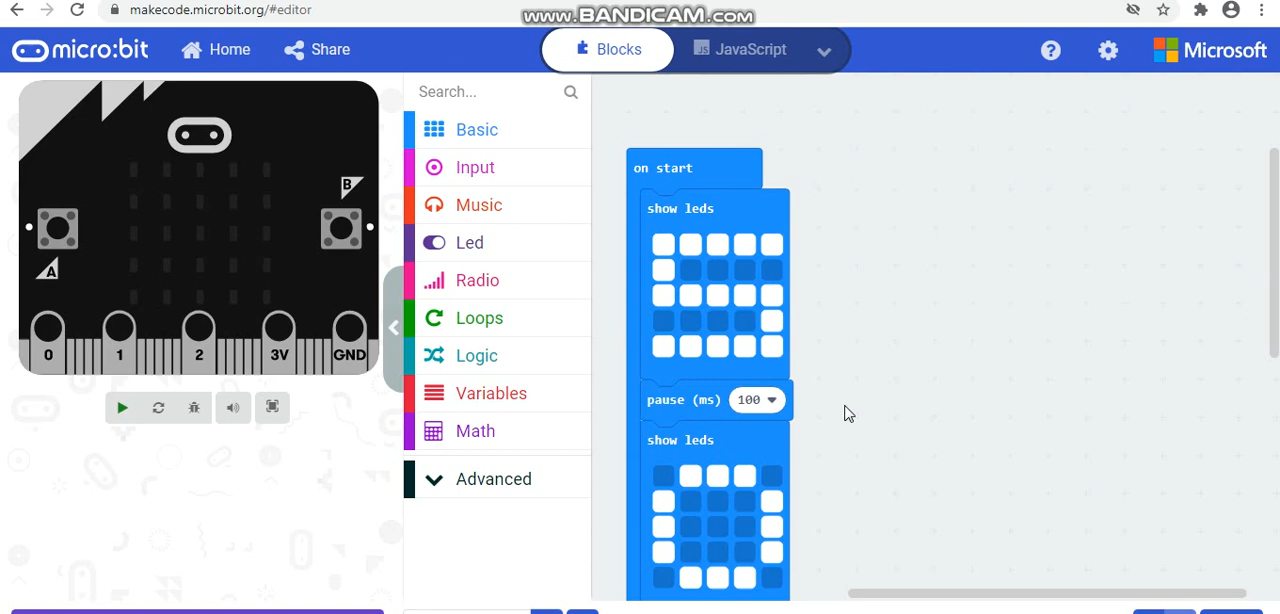 makecode.microbit.org/#editor
www.BANDICAM.com
micro:bit
Home
Share
Blocks
JS JavaScript
?
Microsoft
Search...
Basic
Input
Music
Led
Radio
Loops
Logic
Variables
Math
Advanced
B
A
0 1 2 3V GND
on start
show leds
pause (ms) 100
show leds